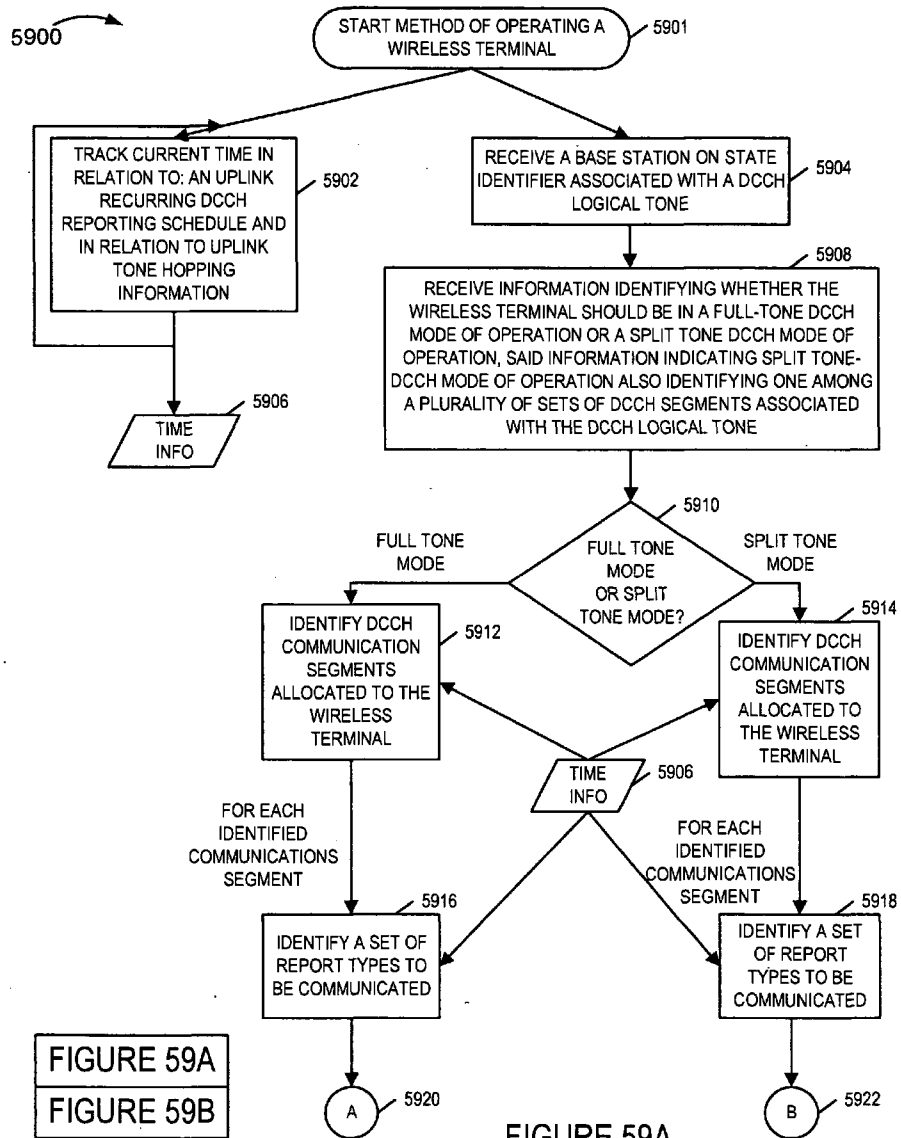 5900
START METHOD OF OPERATING A
WIRELESS TERMINAL
5901
TRACK CURRENT TIME IN
RELATION TO: AN UPLINK
RECURRING DCCH
REPORTING SCHEDULE AND
IN RELATION TO UPLINK
TONE HOPPING
INFORMATION
5902
RECEIVE A BASE STATION ON STATE
IDENTIFIER ASSOCIATED WITH A DCCH
LOGICAL TONE
5904
5906
TIME
INFO
5908
RECEIVE INFORMATION IDENTIFYING WHETHER THE
WIRELESS TERMINAL SHOULD BE IN A FULL-TONE DCCH
MODE OF OPERATION OR A SPLIT TONE DCCH MODE OF
OPERATION, SAID INFORMATION INDICATING SPLIT TONE-
DCCH MODE OF OPERATION ALSO IDENTIFYING ONE AMONG
A PLURALITY OF SETS OF DCCH SEGMENTS ASSOCIATED
WITH THE DCCH LOGICAL TONE
5910
FULL TONE
MODE
FULL TONE
MODE
OR SPLIT
TONE MODE?
SPLIT TONE
MODE
IDENTIFY DCCH
COMMUNICATION
SEGMENTS
ALLOCATED TO THE
WIRELESS
TERMINAL
5912
5914
IDENTIFY DCCH
COMMUNICATION
SEGMENTS
ALLOCATED TO
THE WIRELESS
TERMINAL
TIME
INFO
5906
FOR EACH
IDENTIFIED
COMMUNICATIONS
SEGMENT
FOR EACH
IDENTIFIED
COMMUNICATIONS
SEGMENT
5916
IDENTIFY A SET OF
REPORT TYPES TO
BE COMMUNICATED
5918
IDENTIFY A SET
OF REPORT
TYPES TO BE
COMMUNICATED
FIGURE 59A
FIGURE 59B
A
5920
B
5922
FIGURE 59A